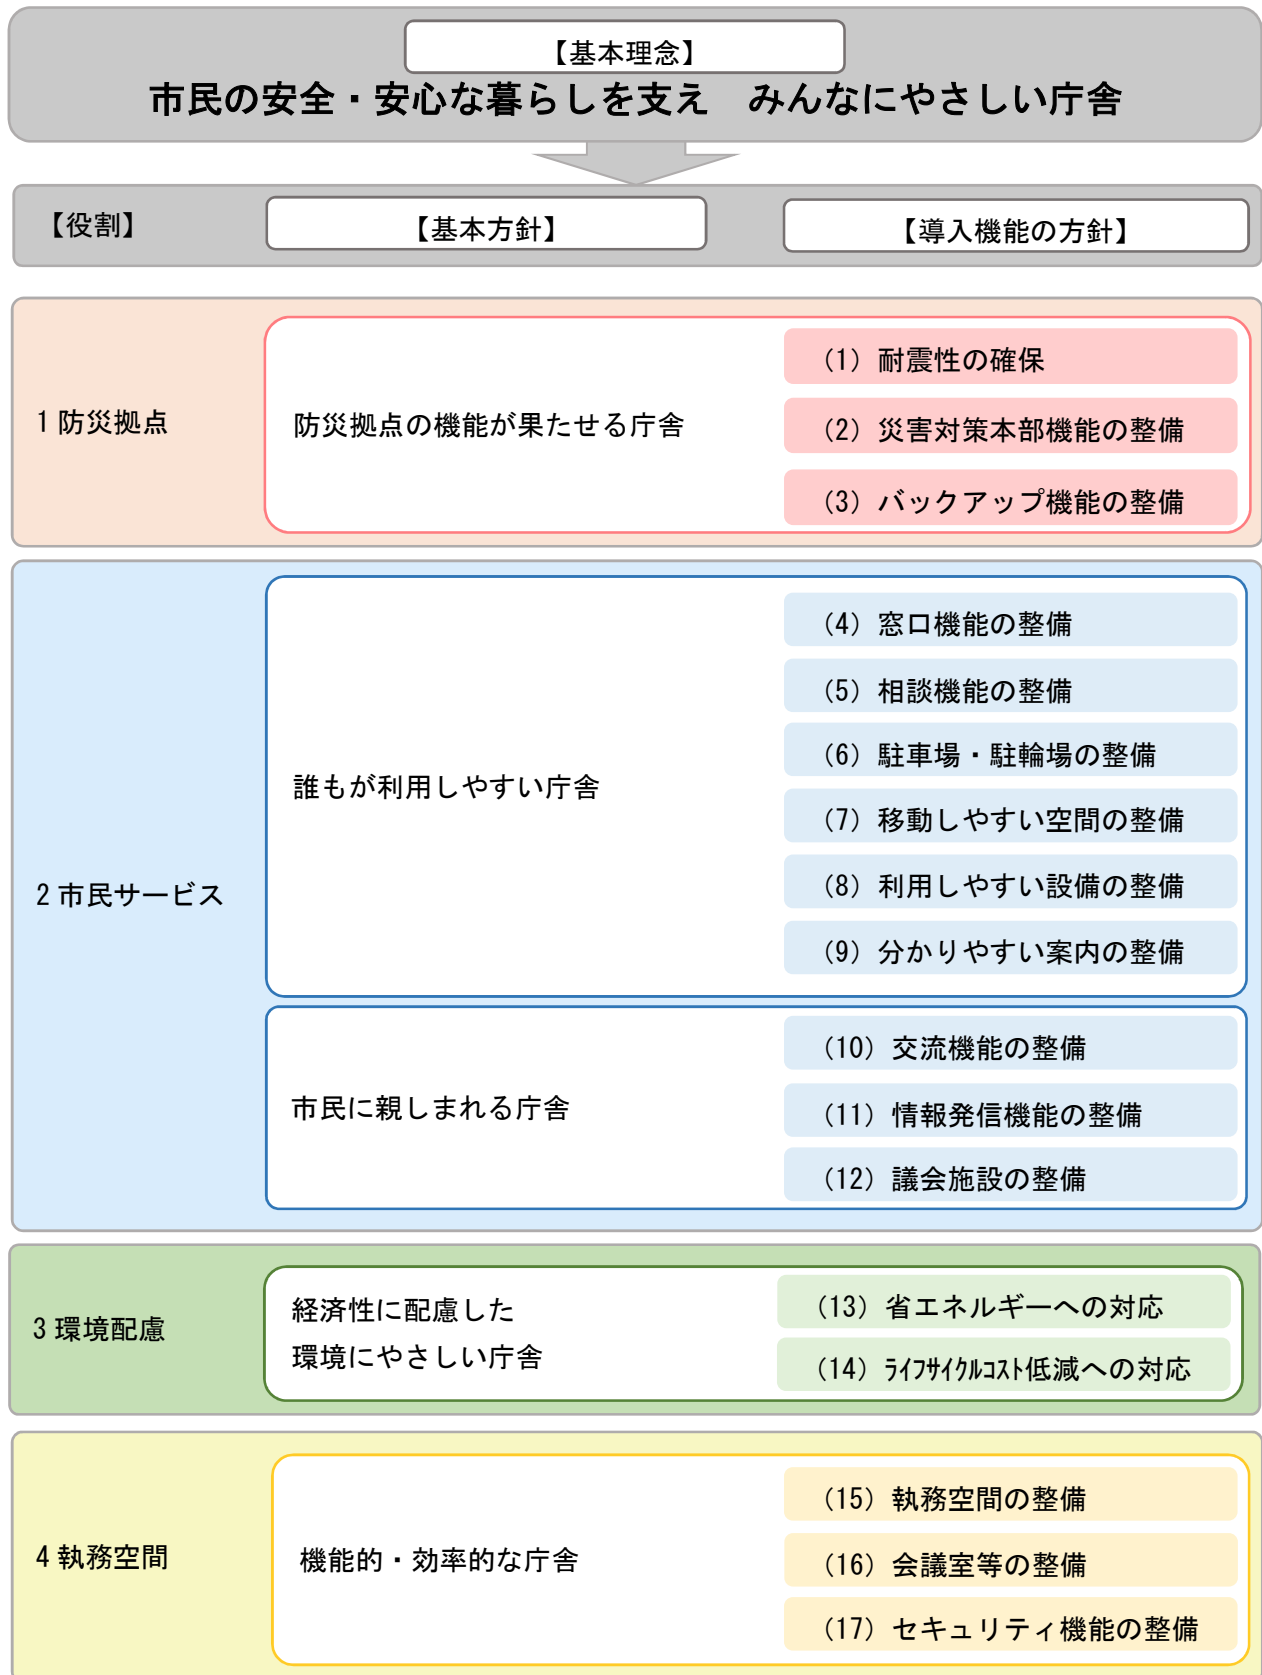 【基本理念】
市民の安全・安心な暮らしを支え　みんなにやさしい庁舎
【役割】
【基本方針】
【導入機能の方針】
1 防災拠点
防災拠点の機能が果たせる庁舎
（1）耐震性の確保
（2）災害対策本部機能の整備
（3）バックアップ機能の整備
2 市民サービス
誰もが利用しやすい庁舎
（4）窓口機能の整備
（5）相談機能の整備
（6）駐車場・駐輪場の整備
（7）移動しやすい空間の整備
（8）利用しやすい設備の整備
（9）分かりやすい案内の整備
市民に親しまれる庁舎
（10）交流機能の整備
（11）情報発信機能の整備
（12）議会施設の整備
3 環境配慮
経済性に配慮した
環境にやさしい庁舎
（13）省エネルギーへの対応
（14）ﾗｲﾌｻｲｸﾙｺｽﾄ低減への対応
4 執務空間
機能的・効率的な庁舎
（15）執務空間の整備
（16）会議室等の整備
（17）セキュリティ機能の整備